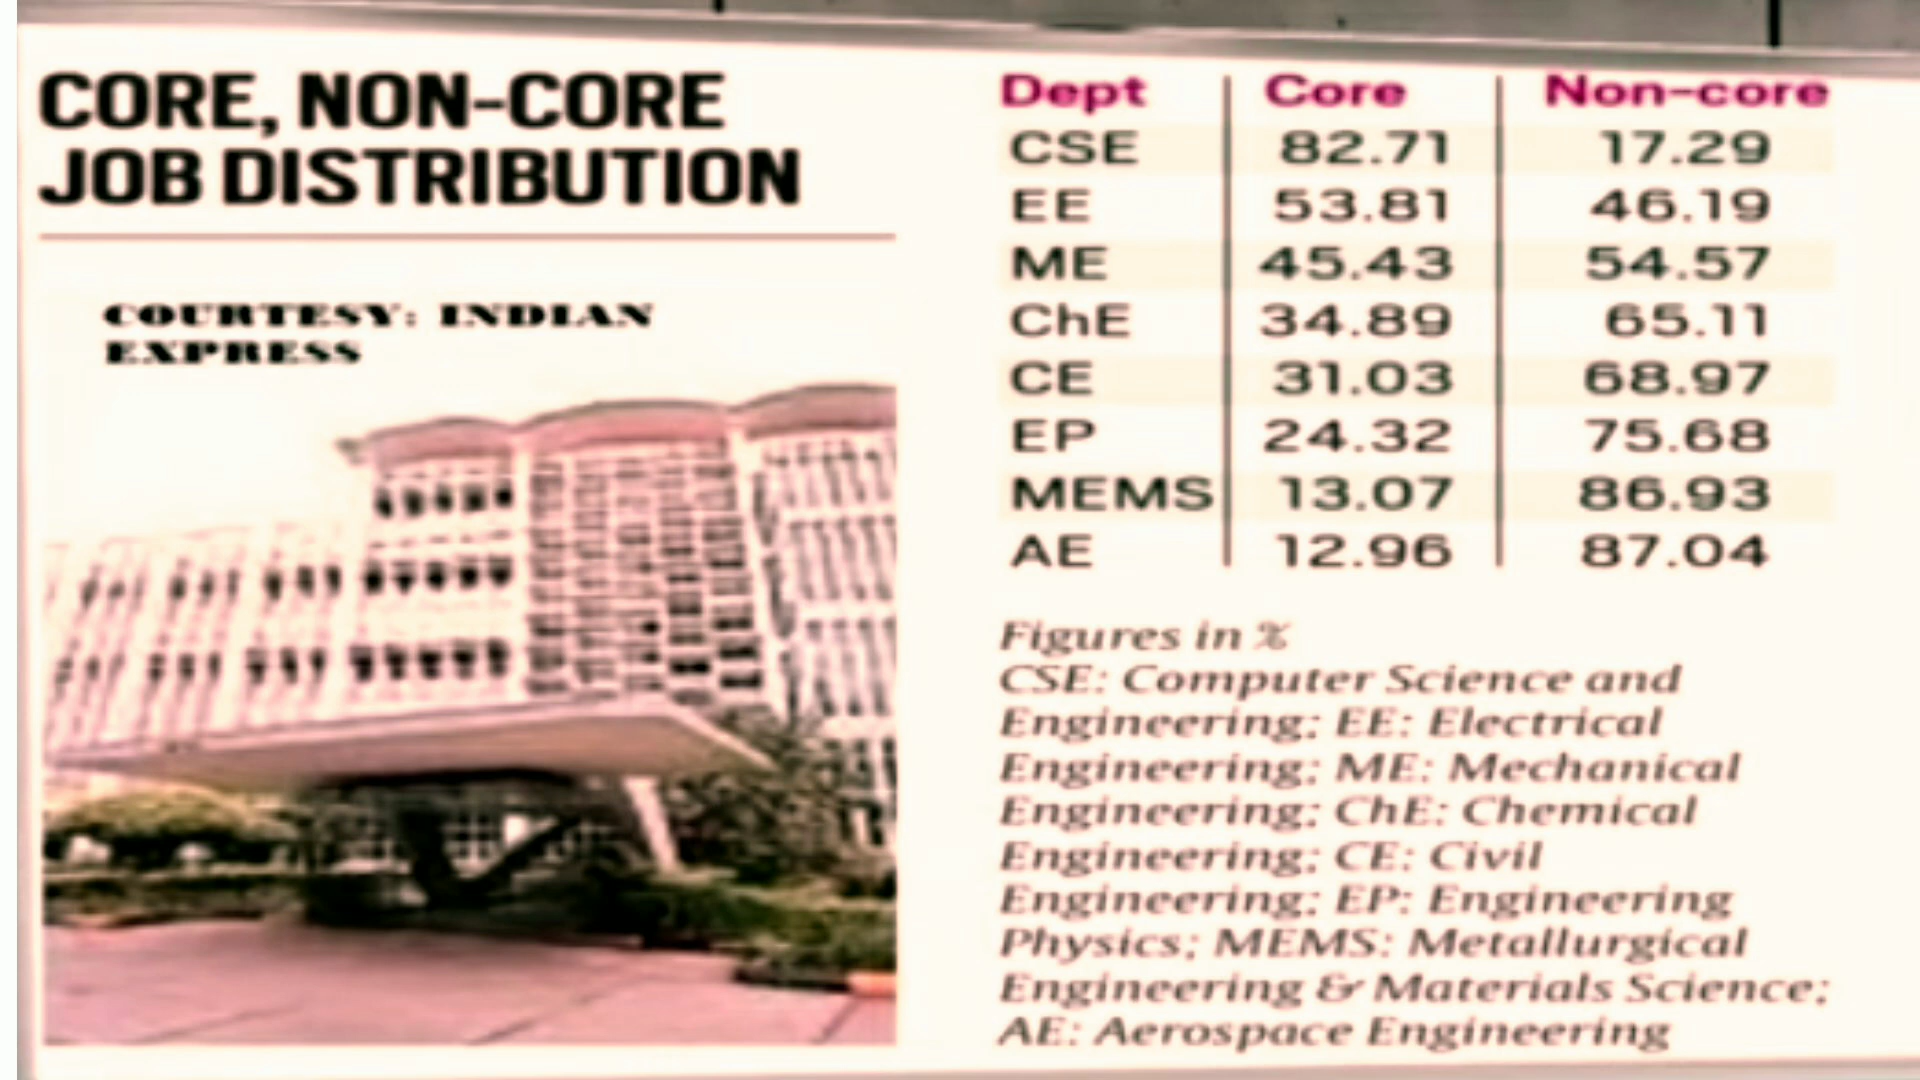 CORE, NON-CORE
JOB DISTRIBUTION
COURTESY: INDIAN
EXPRESS
Dept Core Non-core
CSE 82.71 17.29
EE 53.81 46.19
ME 45.43 54.57
ChE 34.89 65.11
CE 31.03 68.97
EP 24.32 75.68
MEMS 13.07 86.93
AE 12.96 87.04
Figures in %
CSE: Computer Science and
Engineering; EE: Electrical
Engineering; ME: Mechanical
Engineering; ChE: Chemical
Engineering; CE: Civil
Engineering; EP: Engineering
Physics; MEMS: Metallurgical
Engineering & Materials Science;
AE: Aerospace Engineering